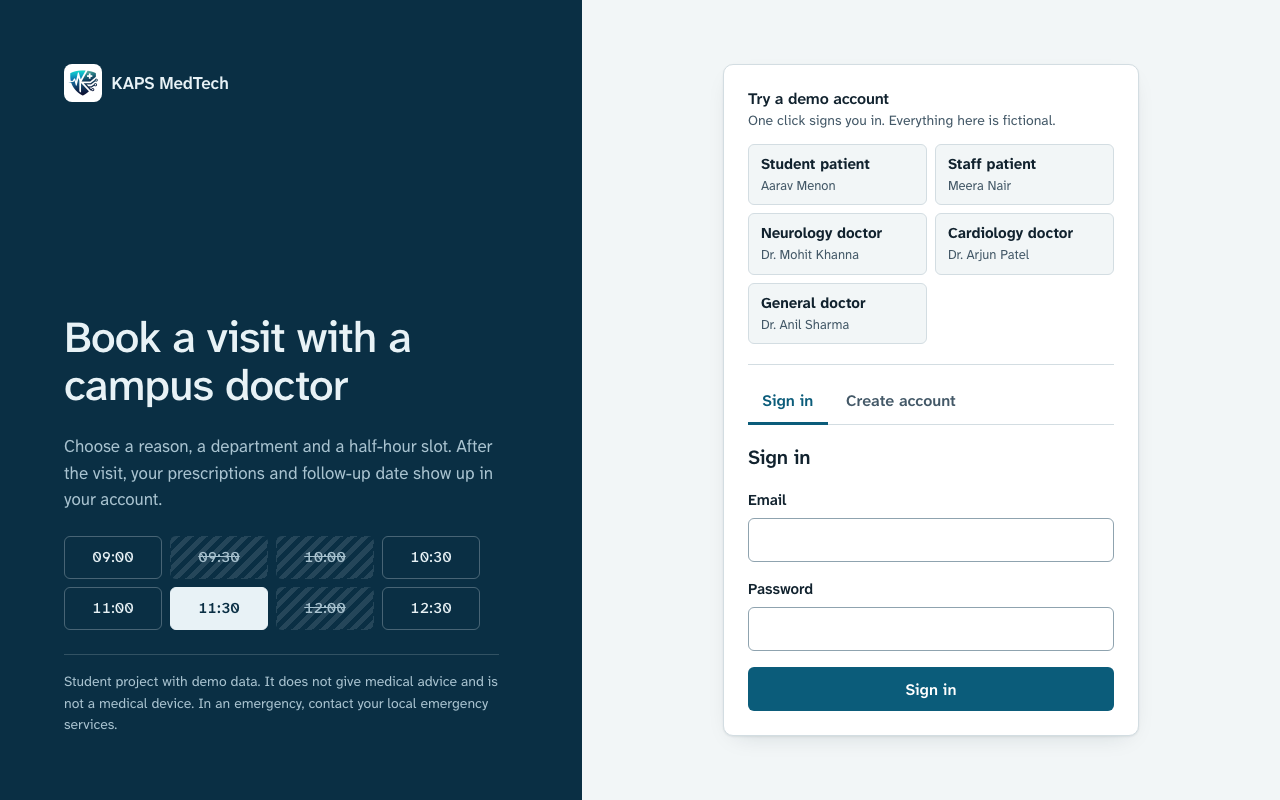 KAPS MedTech
Book a visit with a
campus doctor
Choose a reason, a department and a half-hour slot. After
the visit, your prescriptions and follow-up date show up in
your account.
09:00 09:30 10:00 10:30
11:00 11:30 12:00 12:30
Student project with demo data. It does not give medical advice and is
not a medical device. In an emergency, contact your local emergency
services.
Try a demo account
One click signs you in. Everything here is fictional.
Student patient
Aarav Menon
Staff patient
Meera Nair
Neurology doctor
Dr. Mohit Khanna
Cardiology doctor
Dr. Arjun Patel
General doctor
Dr. Anil Sharma
Sign in Create account
Sign in
Email
Password
Sign in